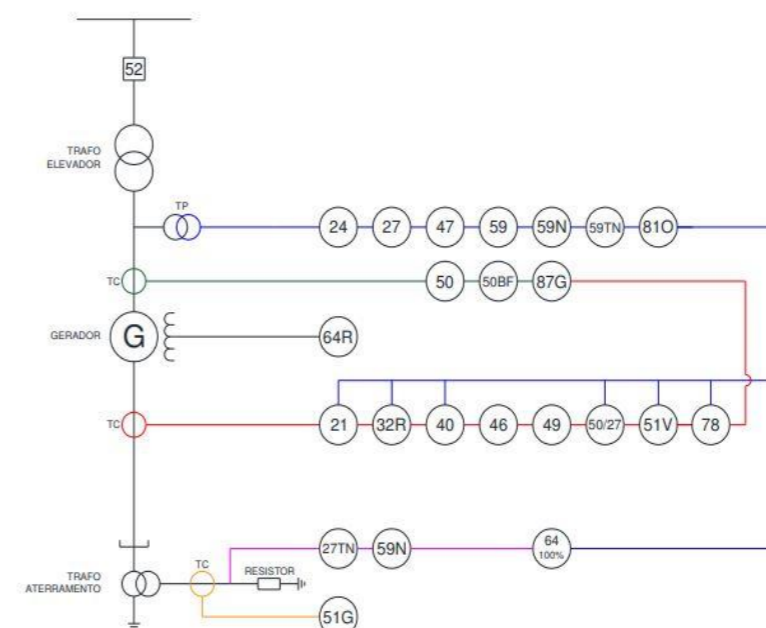 52
TRAFO
ELEVADOR
TP
24 27 47 59 59N 59TN 81O
TC
50 50BF 87G
GERADOR G 64R
TC
21 32R 40 46 49 50/27 51V 78
27TN 59N 64
100%
TRAFO
ATERRAMENTO
TC RESISTOR
51G